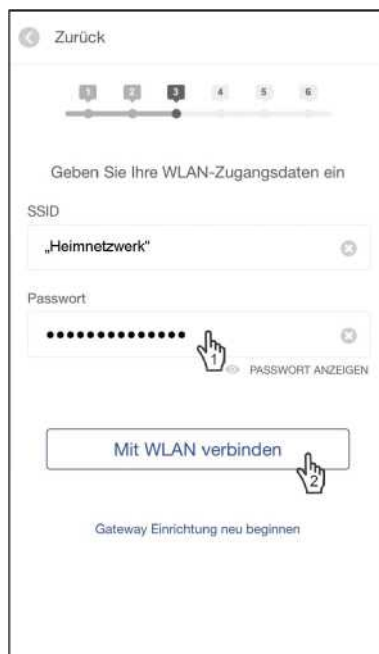 Zurück
1 2 3 4 5 6
Geben Sie Ihre WLAN-Zugangsdaten ein
SSID
„Heimnetzwerk"
Passwort
••••••••••••••
1
PASSWORT ANZEIGEN
Mit WLAN verbinden
2
Gateway Einrichtung neu beginnen